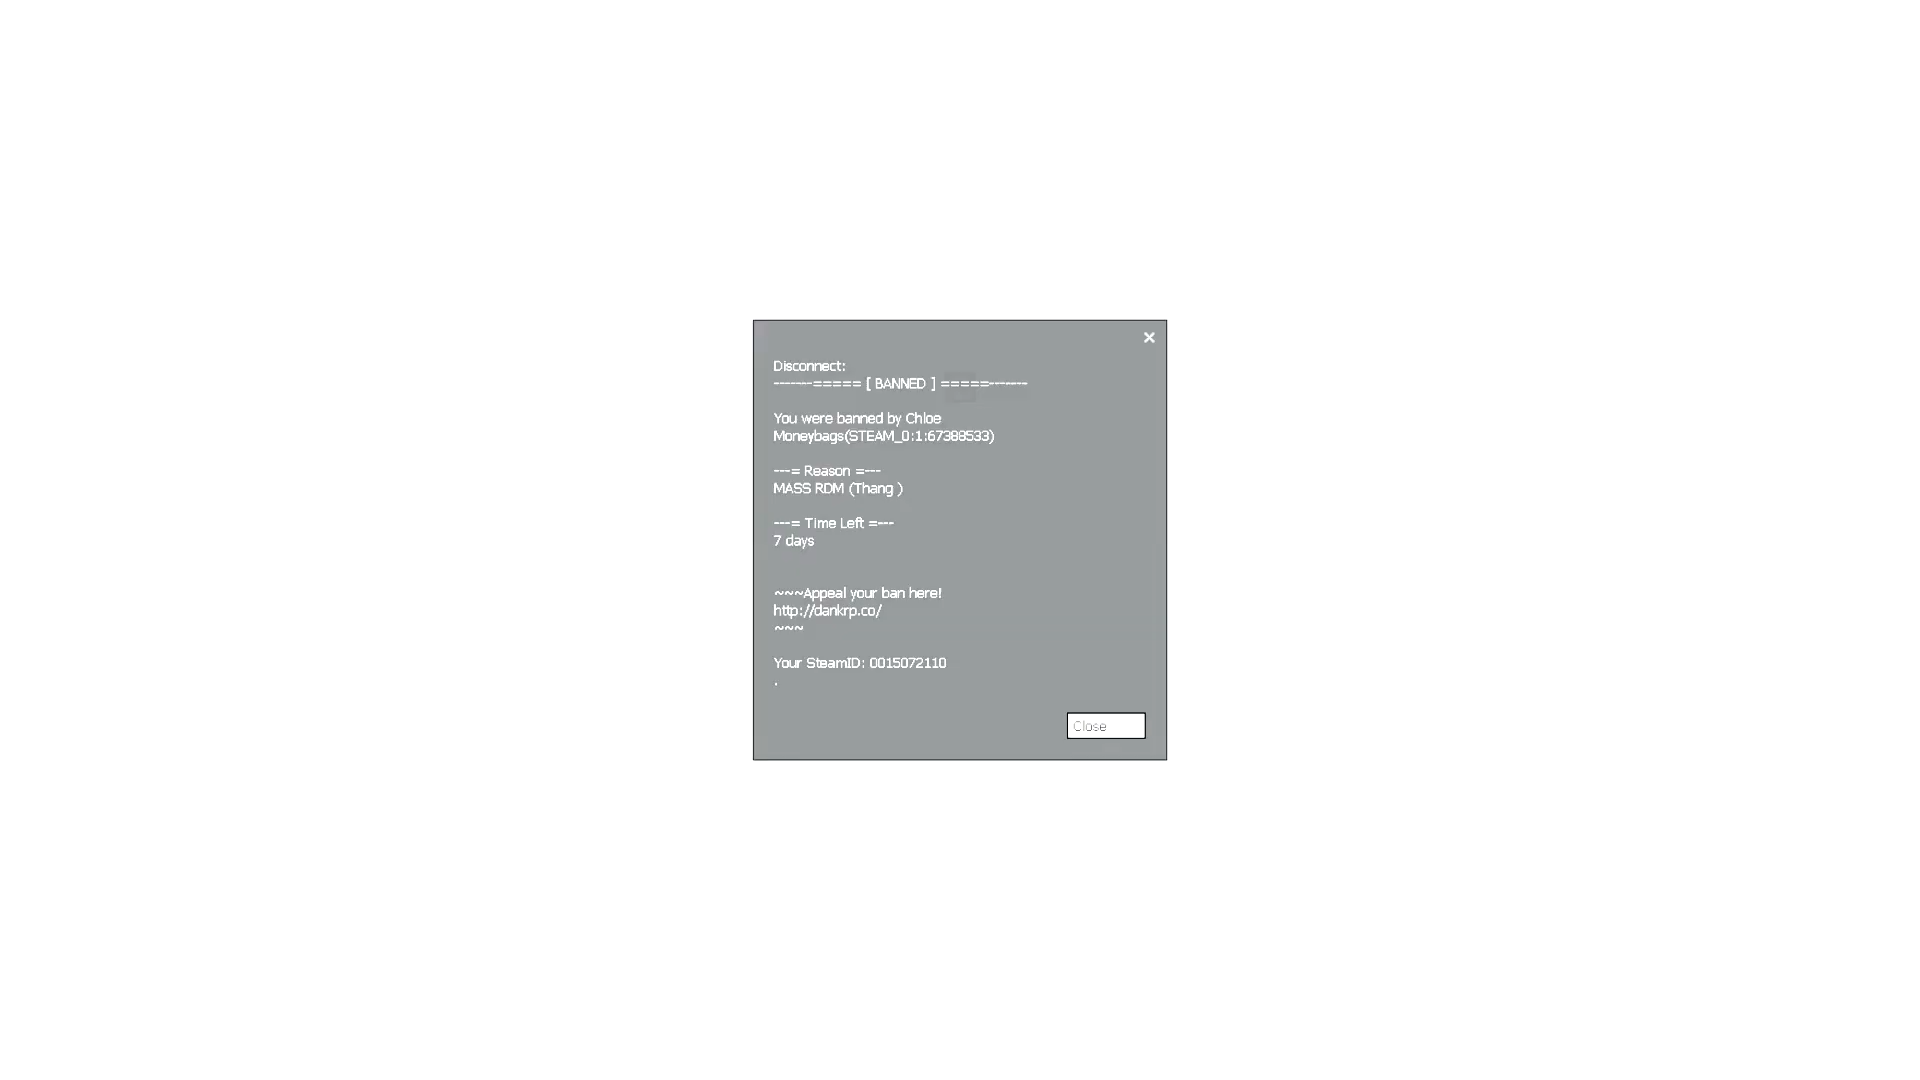 Disconnect:
-------===== [ BANNED ] =====-------
You were banned by Chloe
Moneybags(STEAM_0:1:67388533)
---= Reason =---
MASS RDM (Thang )
---= Time Left =---
7 days
~~~Appeal your ban here!
http://dankrp.co/
~~~
Your SteamID: 0015072110
.
Close